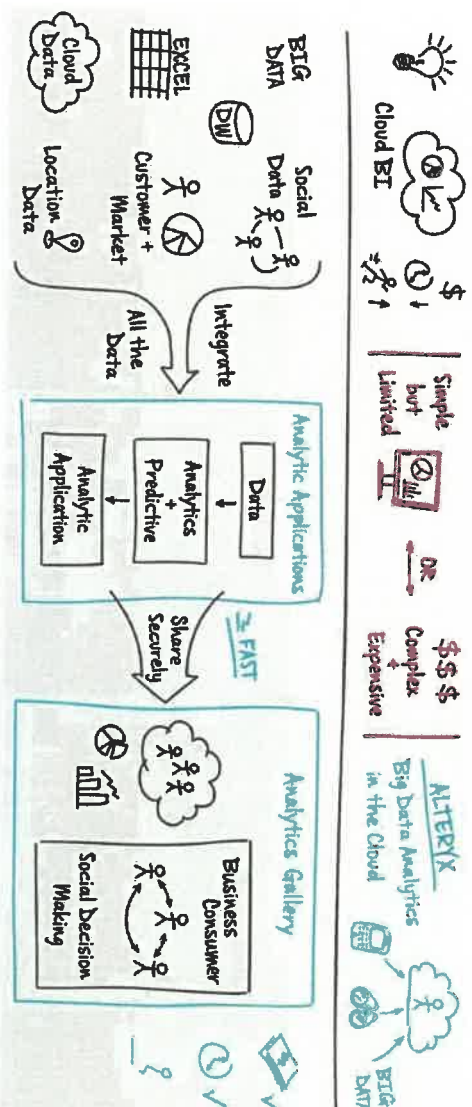 Cloud BI
$
Simple
but
Limited
OR
$$$
Complex
+
Expensive
ALTERYX
Big Data Analytics
in the Cloud
BIG
DATA
BIG
DATA
DW
Social
Data
EXCEL
Customer +
Market
Cloud
Data
Location
Data
Integrate
All the
Data
Analytic Applications
Data
Analytics
+
Predictive
Analytic
Application
FAST
Share
Securely
Analytics Gallery
Business
Consumer
Social Decision
Making